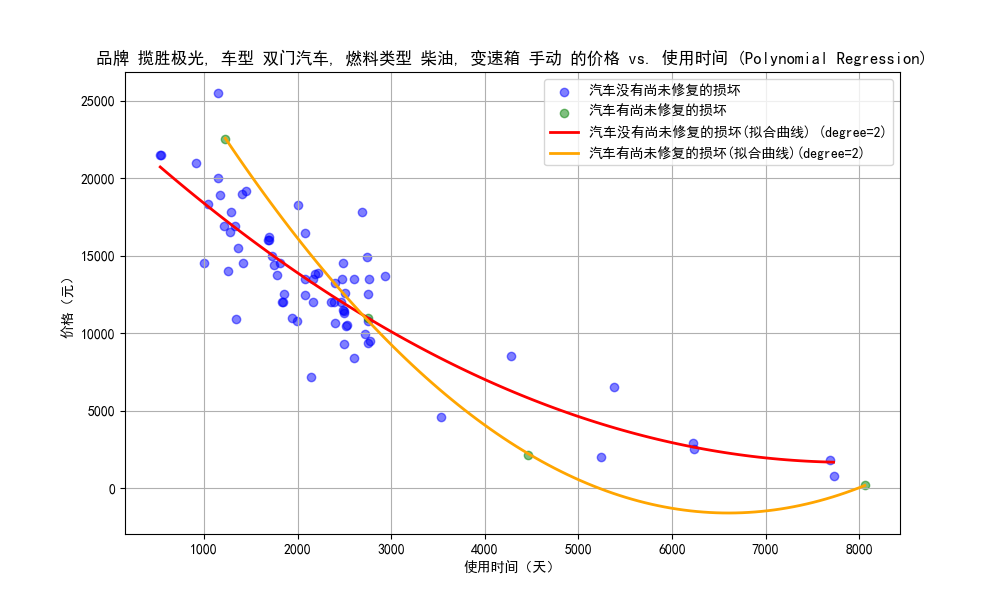 品牌 揽胜极光, 车型 双门汽车, 燃料类型 柴油, 变速箱 手动 的价格 vs. 使用时间 (Polynomial Regression)
汽车没有尚未修复的损坏
汽车有尚未修复的损坏
汽车没有尚未修复的损坏(拟合曲线) (degree=2)
汽车有尚未修复的损坏(拟合曲线)(degree=2)
25000
20000
15000
10000
5000
0
价格（元）
1000 2000 3000 4000 5000 6000 7000 8000
使用时间（天）